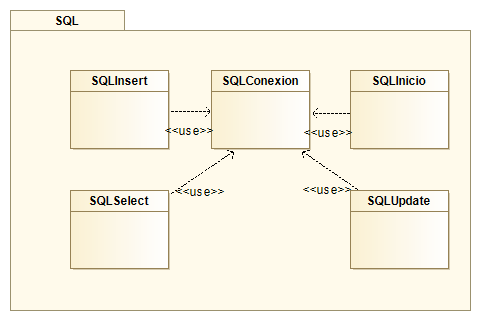 SQL
SQLInsert
SQLConexion
SQLInicio
<<use>>
<<use>>
SQLSelect
<<use>>
<<use>>
SQLUpdate